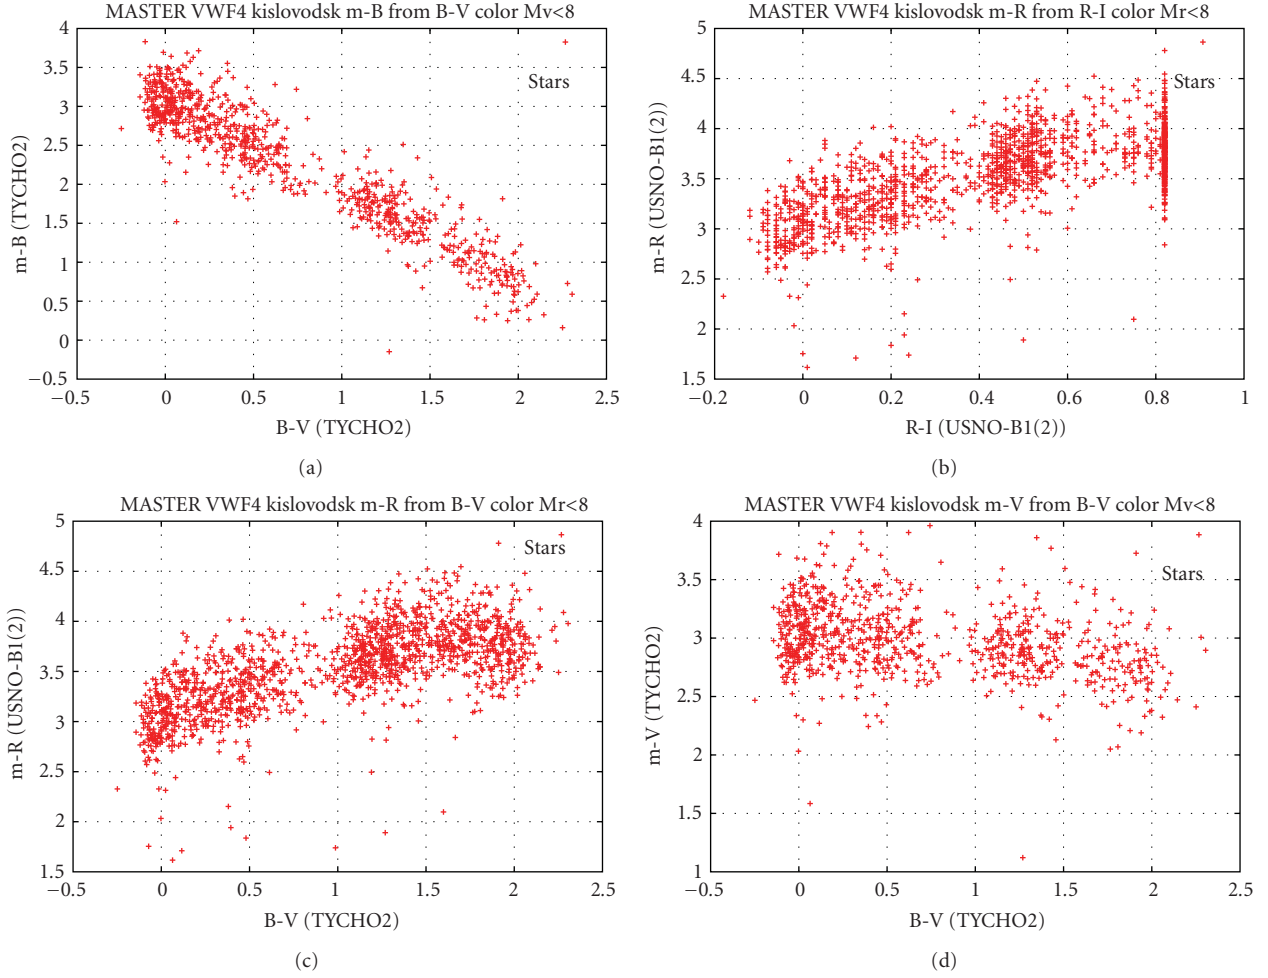 MASTER VWF4 kislovodsk m-B from B-V color Mv<8
4
3.5
3
2.5
2
1.5
1
0.5
0
−0.5
m-B (TYCHO2)
Stars
−0.5 0 0.5 1 1.5 2 2.5
B-V (TYCHO2)
(a)
MASTER VWF4 kislovodsk m-R from R-I color Mr<8
5
4.5
4
3.5
3
2.5
2
1.5
m-R (USNO-B1(2))
Stars
−0.2 0 0.2 0.4 0.6 0.8 1
R-I (USNO-B1(2))
(b)
MASTER VWF4 kislovodsk m-R from B-V color Mr<8
5
4.5
4
3.5
3
2.5
2
1.5
m-R (USNO-B1(2))
Stars
−0.5 0 0.5 1 1.5 2 2.5
B-V (TYCHO2)
(c)
MASTER VWF4 kislovodsk m-V from B-V color Mv<8
4
3.5
3
2.5
2
1.5
1
m-V (TYCHO2)
Stars
−0.5 0 0.5 1 1.5 2 2.5
B-V (TYCHO2)
(d)